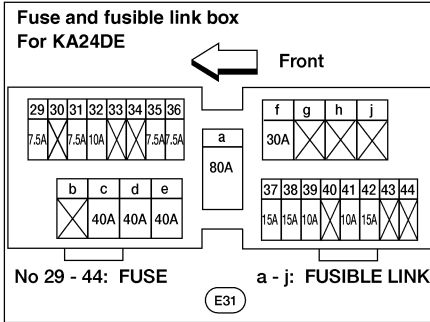 Fuse and fusible link box
For KA24DE
Front
29 30 31 32 33 34 35 36
7.5A 7.5A 10A 7.5A 7.5A
a
80A
f g h j
30A
b c d e
40A 40A 40A
37 38 39 40 41 42 43 44
15A 15A 10A 10A 15A
No 29 - 44: FUSE
a - j: FUSIBLE LINK
E31